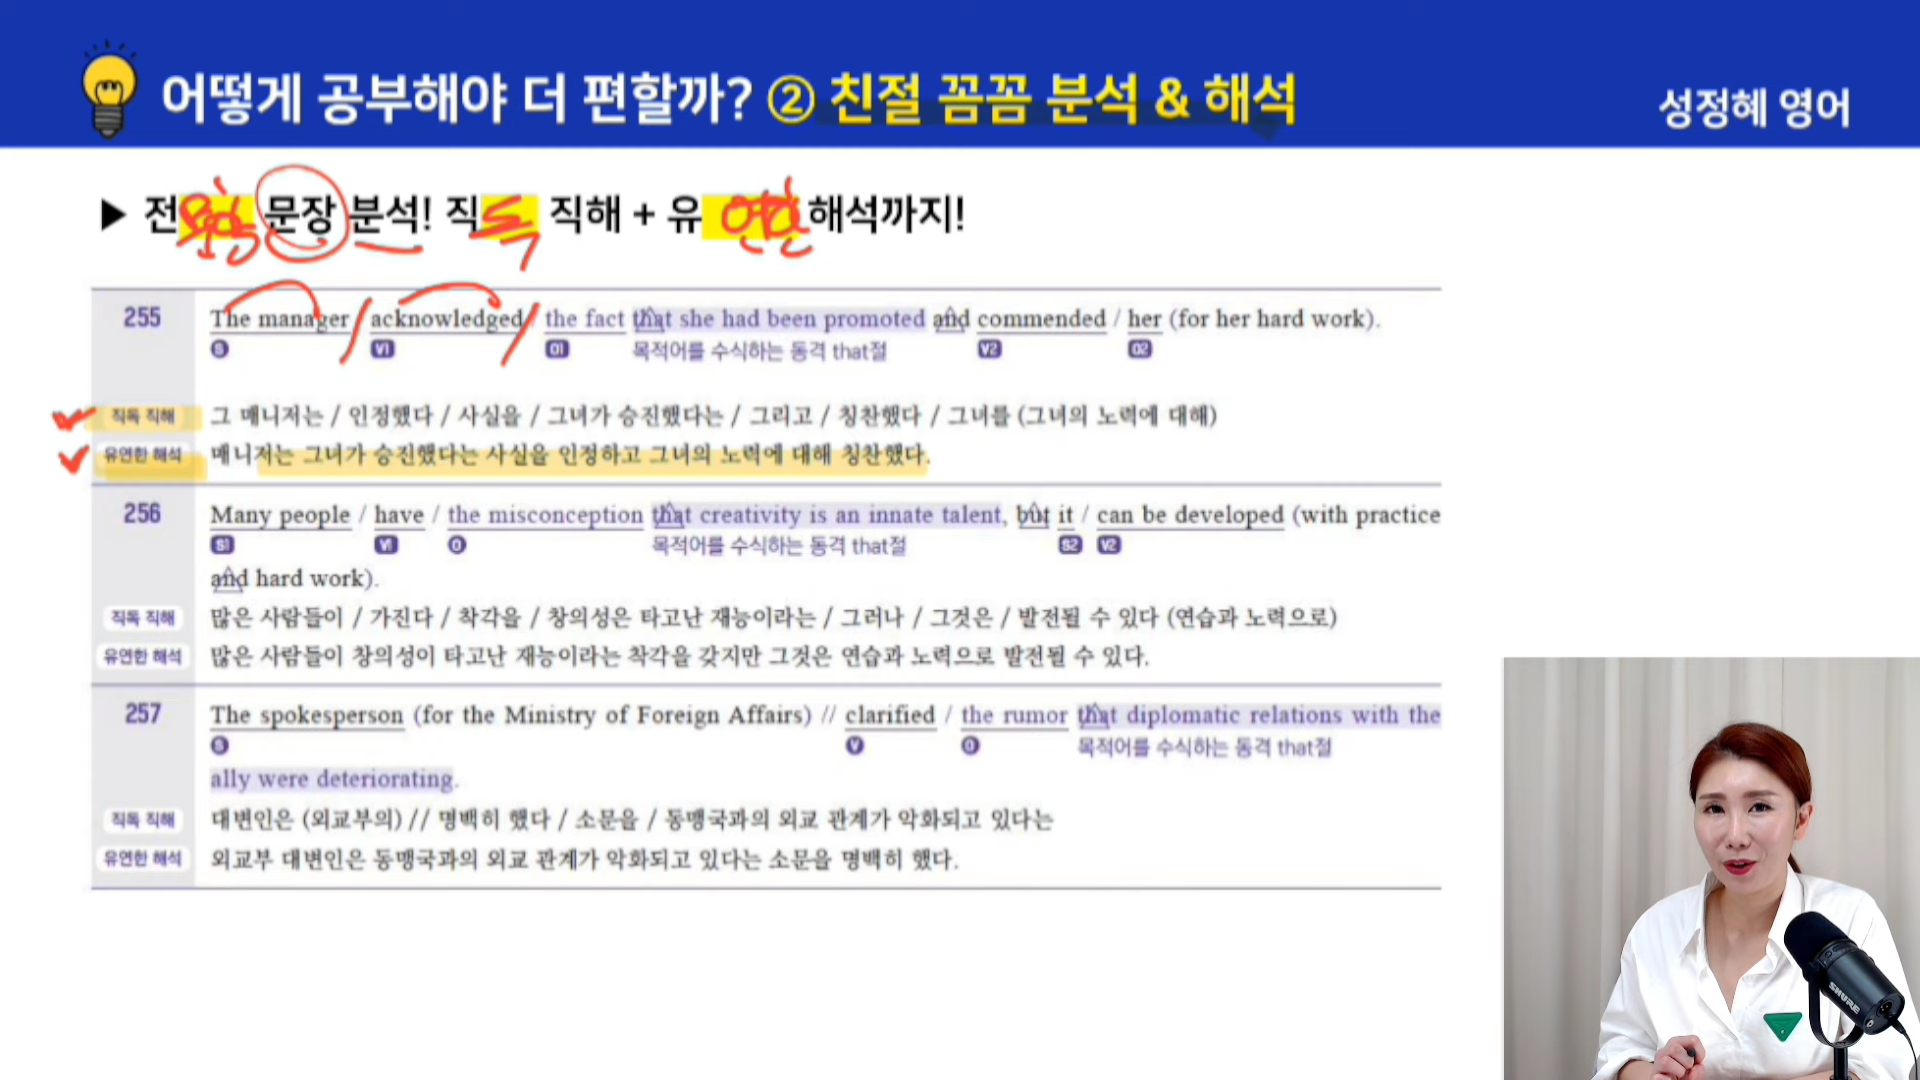 어떻게 공부해야 더 편할까? ② 친절 꼼꼼 분석 & 해석
성정혜 영어
▶ 전 문장 문장 분석! 직독 직해 + 유연한 해석까지!
255 The manager / acknowledged / the fact that she had been promoted and commended / her (for her hard work).
S V1 O1 목적어를 수식하는 동격 that절 V2 O2
직독 직해 그 매니저는 / 인정했다 / 사실을 / 그녀가 승진했다는 / 그리고 / 칭찬했다 / 그녀를 (그녀의 노력에 대해)
유연한 해석 매니저는 그녀가 승진했다는 사실을 인정하고 그녀의 노력에 대해 칭찬했다.
256 Many people / have / the misconception that creativity is an innate talent, but it / can be developed (with practice
S1 V1 O 목적어를 수식하는 동격 that절 S2 V2
and hard work).
직독 직해 많은 사람들이 / 가진다 / 착각을 / 창의성은 타고난 재능이라는 / 그러나 / 그것은 / 발전될 수 있다 (연습과 노력으로)
유연한 해석 많은 사람들이 창의성이 타고난 재능이라는 착각을 갖지만 그것은 연습과 노력으로 발전될 수 있다.
257 The spokesperson (for the Ministry of Foreign Affairs) // clarified / the rumor that diplomatic relations with the
S V O 목적어를 수식하는 동격 that절
ally were deteriorating.
직독 직해 대변인은 (외교부의) // 명백히 했다 / 소문을 / 동맹국과의 외교 관계가 악화되고 있다는
유연한 해석 외교부 대변인은 동맹국과의 외교 관계가 악화되고 있다는 소문을 명백히 했다.
SHURE